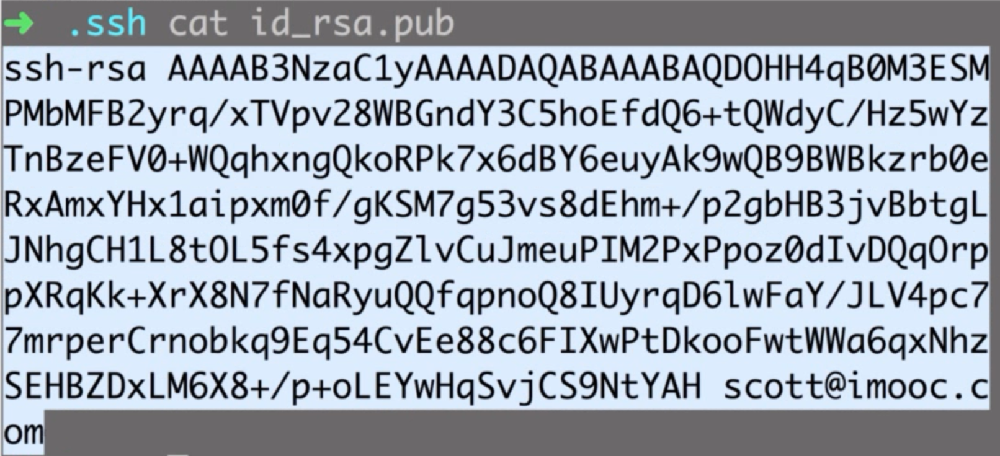 ➜ .ssh cat id_rsa.pub
ssh-rsa AAAAB3NzaC1yAAAADAQABAAABAQDOHH4qB0M3ESM
PMbMFB2yrq/xTVpv28WBGndY3C5hoEfdQ6+tQWdyC/Hz5wYz
TnBzeFV0+WQqhxngQkoRPk7x6dBY6euyAk9wQB9BWBkzrb0e
RxAmxYHx1aipxm0f/gKSM7g53vs8dEhm+/p2gbHB3jvBbtgL
JNhgCH1L8tOL5fs4xpgZlvCuJmeuPIM2PxPpoz0dIvDQqOrp
pXRqKk+XrX8N7fNaRyuQQfqpnoQ8IUyrqD6lwFaY/JLV4pc7
7mrperCrnobkq9Eq54CvEe88c6FIXwPtDkooFwtWWa6qxNhz
SEHBZDxLM6X8+/p+oLEYwHqSvjCS9NtYAH scott@imooc.c
om